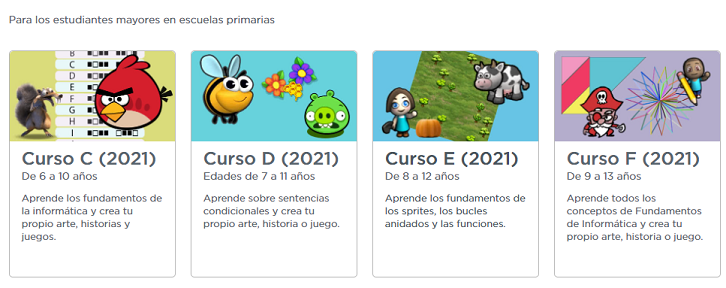 Para los estudiantes mayores en escuelas primarias
B
C
D
E
F
G
H
I
Curso C (2021)
De 6 a 10 años
Aprende los fundamentos de
la informática y crea tu
propio arte, historias y
juegos.
Curso D (2021)
Edades de 7 a 11 años
Aprende sobre sentencias
condicionales y crea tu
propio arte, historia o juego.
Curso E (2021)
De 8 a 12 años
Aprende los fundamentos de
los sprites, los bucles
anidados y las funciones.
Curso F (2021)
De 9 a 13 años
Aprende todos los
conceptos de Fundamentos
de Informática y crea tu
propio arte, historia o juego.